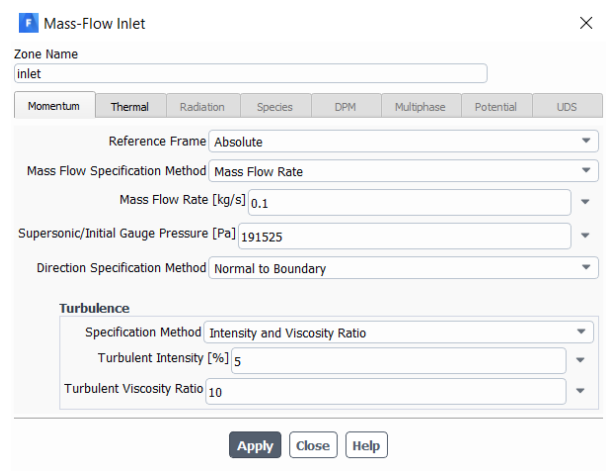 Mass-Flow Inlet
Zone Name
inlet
Momentum Thermal Radiation Species DPM Multiphase Potential UDS
Reference Frame Absolute
Mass Flow Specification Method Mass Flow Rate
Mass Flow Rate [kg/s] 0.1
Supersonic/Initial Gauge Pressure [Pa] 191525
Direction Specification Method Normal to Boundary
Turbulence
Specification Method Intensity and Viscosity Ratio
Turbulent Intensity [%] 5
Turbulent Viscosity Ratio 10
Apply Close Help